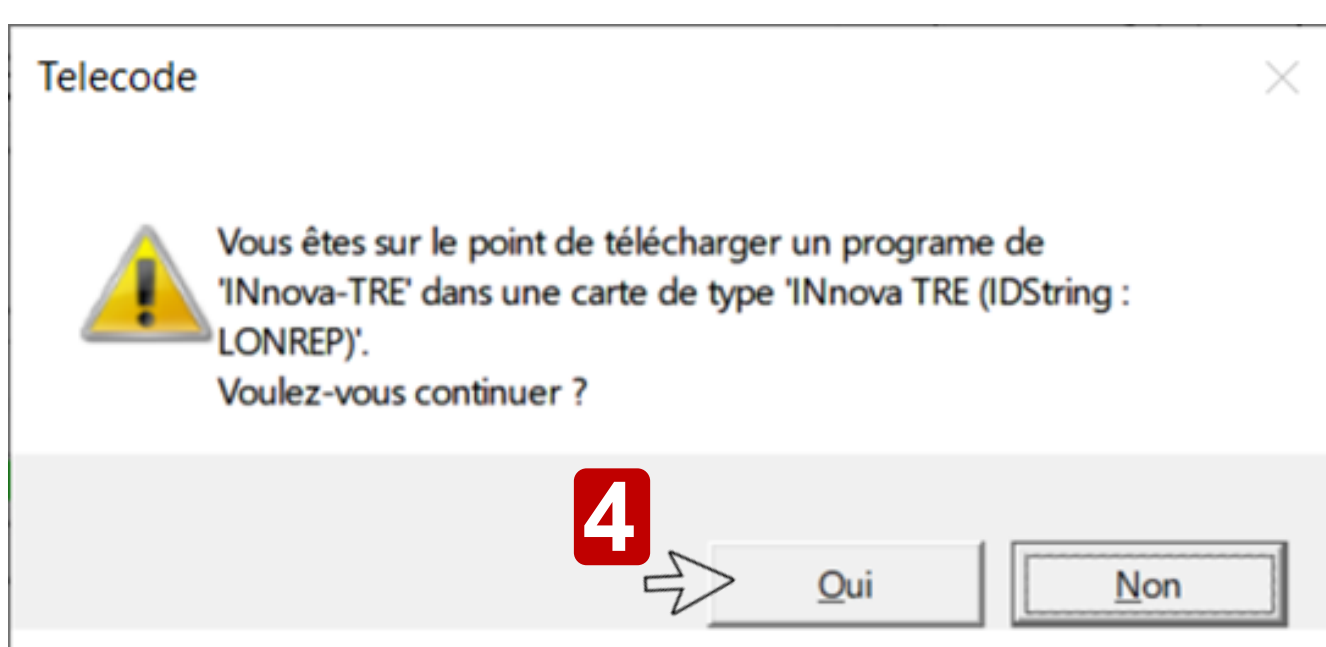 Telecode
Vous êtes sur le point de télécharger un programe de
'INnova-TRE' dans une carte de type 'INnova TRE (IDString :
LONREP)'.
Voulez-vous continuer ?
4
Oui
Non